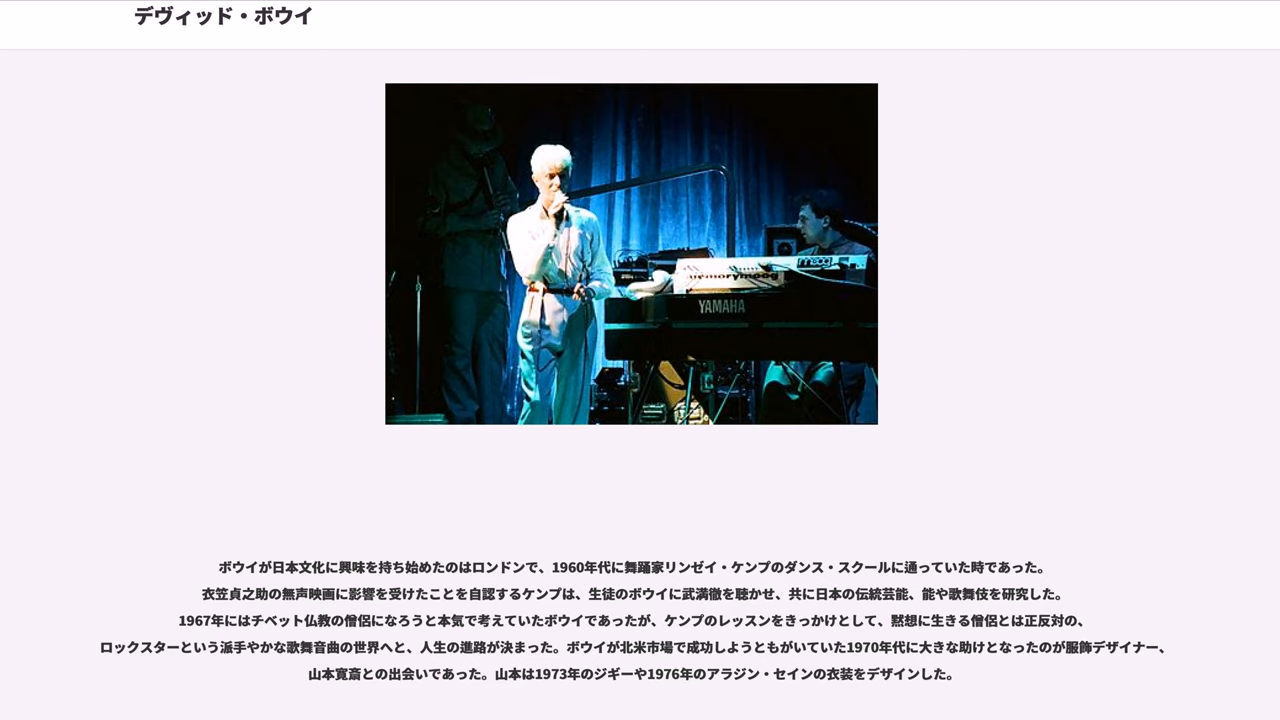 デヴィッド・ボウイ
moog
memorymoog
YAMAHA
ボウイが日本文化に興味を持ち始めたのはロンドンで、1960年代に舞踊家リンゼイ・ケンプのダンス・スクールに通っていた時であった。
衣笠貞之助の無声映画に影響を受けたことを自認するケンプは、生徒のボウイに武満徹を聴かせ、共に日本の伝統芸能、能や歌舞伎を研究した。
1967年にはチベット仏教の僧侶になろうと本気で考えていたボウイであったが、ケンプのレッスンをきっかけとして、黙想に生きる僧侶とは正反対の、
ロックスターという派手やかな歌舞音曲の世界へと、人生の進路が決まった。ボウイが北米市場で成功しようともがいていた1970年代に大きな助けとなったのが服飾デザイナー、
山本寛斎との出会いであった。山本は1973年のジギーや1976年のアラジン・セインの衣装をデザインした。